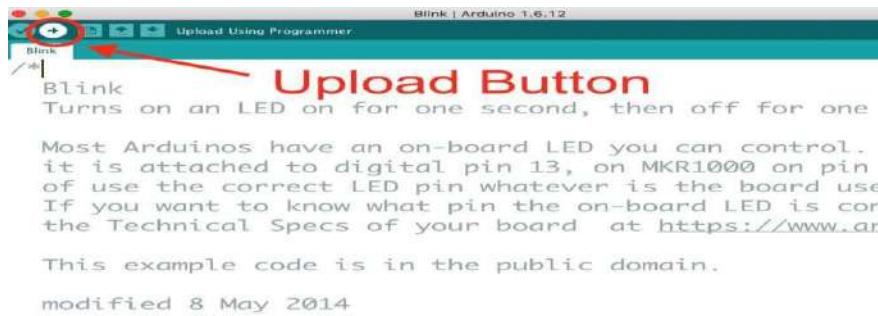 Blink | Arduino 1.6.12
Upload Using Programmer
Blink
/*
Upload Button
Blink
Turns on an LED on for one second, then off for one
Most Arduinos have an on-board LED you can control.
it is attached to digital pin 13, on MKR1000 on pin
of use the correct LED pin whatever is the board use
If you want to know what pin the on-board LED is cor
the Technical Specs of your board at https://www.ar
This example code is in the public domain.
modified 8 May 2014